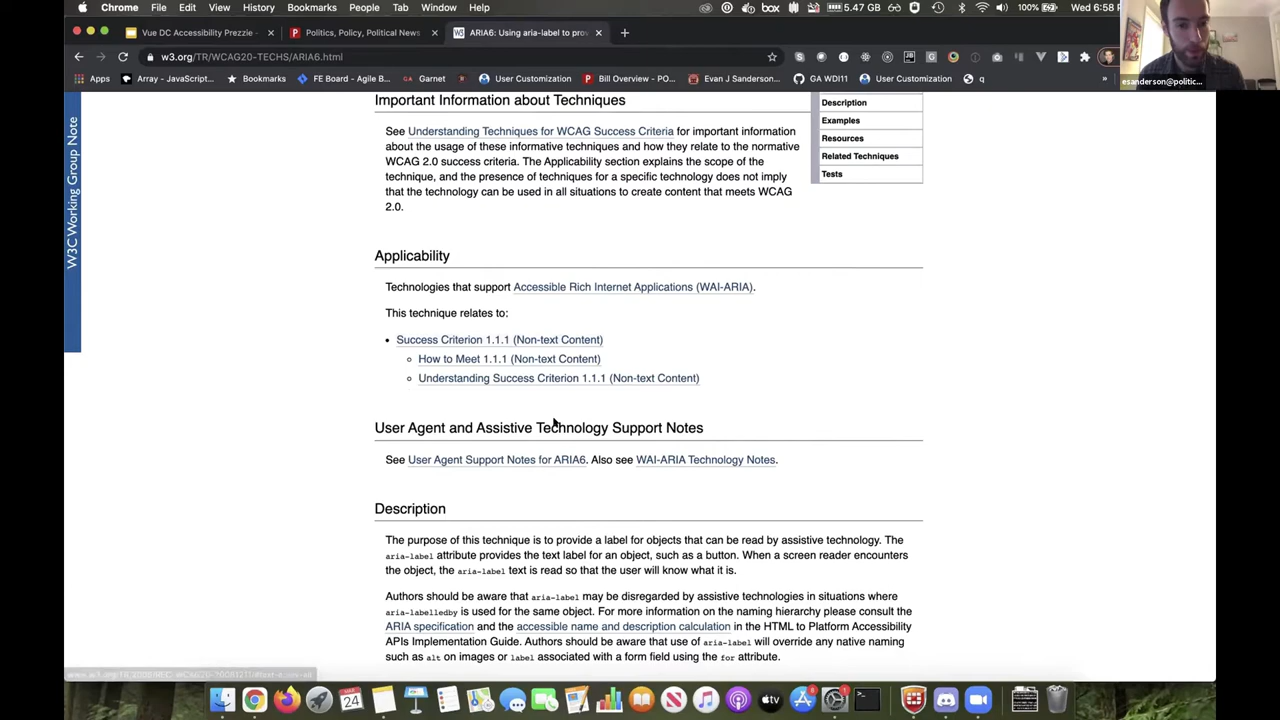 Chrome File Edit View History Bookmarks People Tab Window Help
box
5.47 GB
100%
Wed 6:58 P
Vue DC Accessibility Prezzie -
Politics, Policy, Political News
ARIA6: Using aria-label to prov
w3.org/TR/WCAG20-TECHS/ARIA6.html
Apps
Array - JavaScript...
Bookmarks
FE Board - Agile B...
GA Garnet
User Customization
Bill Overview - PO...
Evan J Sanderson...
GA WDI11
User Customization
q
»
esanderson@politic...
W3C Working Group Note
Important Information about Techniques
See Understanding Techniques for WCAG Success Criteria for important information
about the usage of these informative techniques and how they relate to the normative
WCAG 2.0 success criteria. The Applicability section explains the scope of the
technique, and the presence of techniques for a specific technology does not imply
that the technology can be used in all situations to create content that meets WCAG
2.0.
Description
Examples
Resources
Related Techniques
Tests
Applicability
Technologies that support Accessible Rich Internet Applications (WAI-ARIA).
This technique relates to:
• Success Criterion 1.1.1 (Non-text Content)
◦ How to Meet 1.1.1 (Non-text Content)
◦ Understanding Success Criterion 1.1.1 (Non-text Content)
User Agent and Assistive Technology Support Notes
See User Agent Support Notes for ARIA6. Also see WAI-ARIA Technology Notes.
Description
The purpose of this technique is to provide a label for objects that can be read by assistive technology. The
aria-label attribute provides the text label for an object, such as a button. When a screen reader encounters
the object, the aria-label text is read so that the user will know what it is.
Authors should be aware that aria-label may be disregarded by assistive technologies in situations where
aria-labelledby is used for the same object. For more information on the naming hierarchy please consult the
ARIA specification and the accessible name and description calculation in the HTML to Platform Accessibility
APIs Implementation Guide. Authors should be aware that use of aria-label will override any native naming
such as alt on images or label associated with a form field using the for attribute.
tv